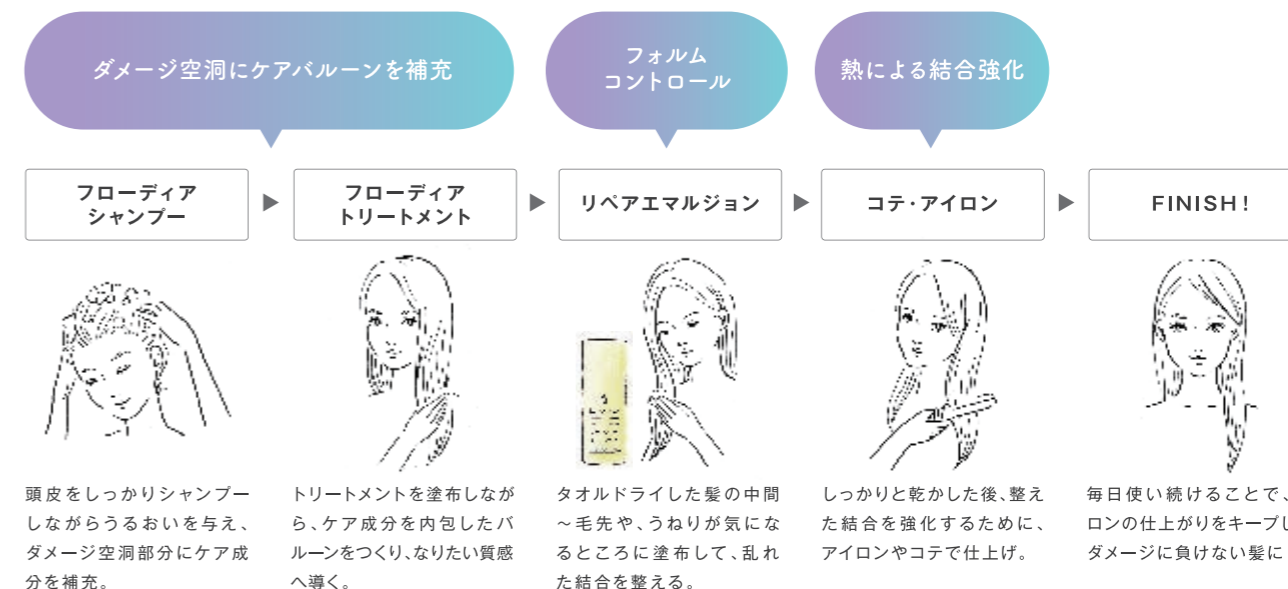 ダメージ空洞にケアバルーンを補充
フォルム
コントロール
熱による結合強化
フローディア
シャンプー
フローディア
トリートメント
リペアエマルジョン
コテ・アイロン
FINISH!
頭皮をしっかりシャンプー
しながらうるおいを与え、
ダメージ空洞部分にケア成
分を補充。
トリートメントを塗布しなが
ら、ケア成分を内包したバ
ルーンをつくり、なりたい質感
へ導く。
タオルドライした髪の中間
～毛先や、うねりが気にな
るところに塗布して、乱れ
た結合を整える。
しっかりと乾かした後、整え
た結合を強化するために、
アイロンやコテで仕上げ。
毎日使い続けることで、
ロンの仕上がりをキープし
ダメージに負けない髪に